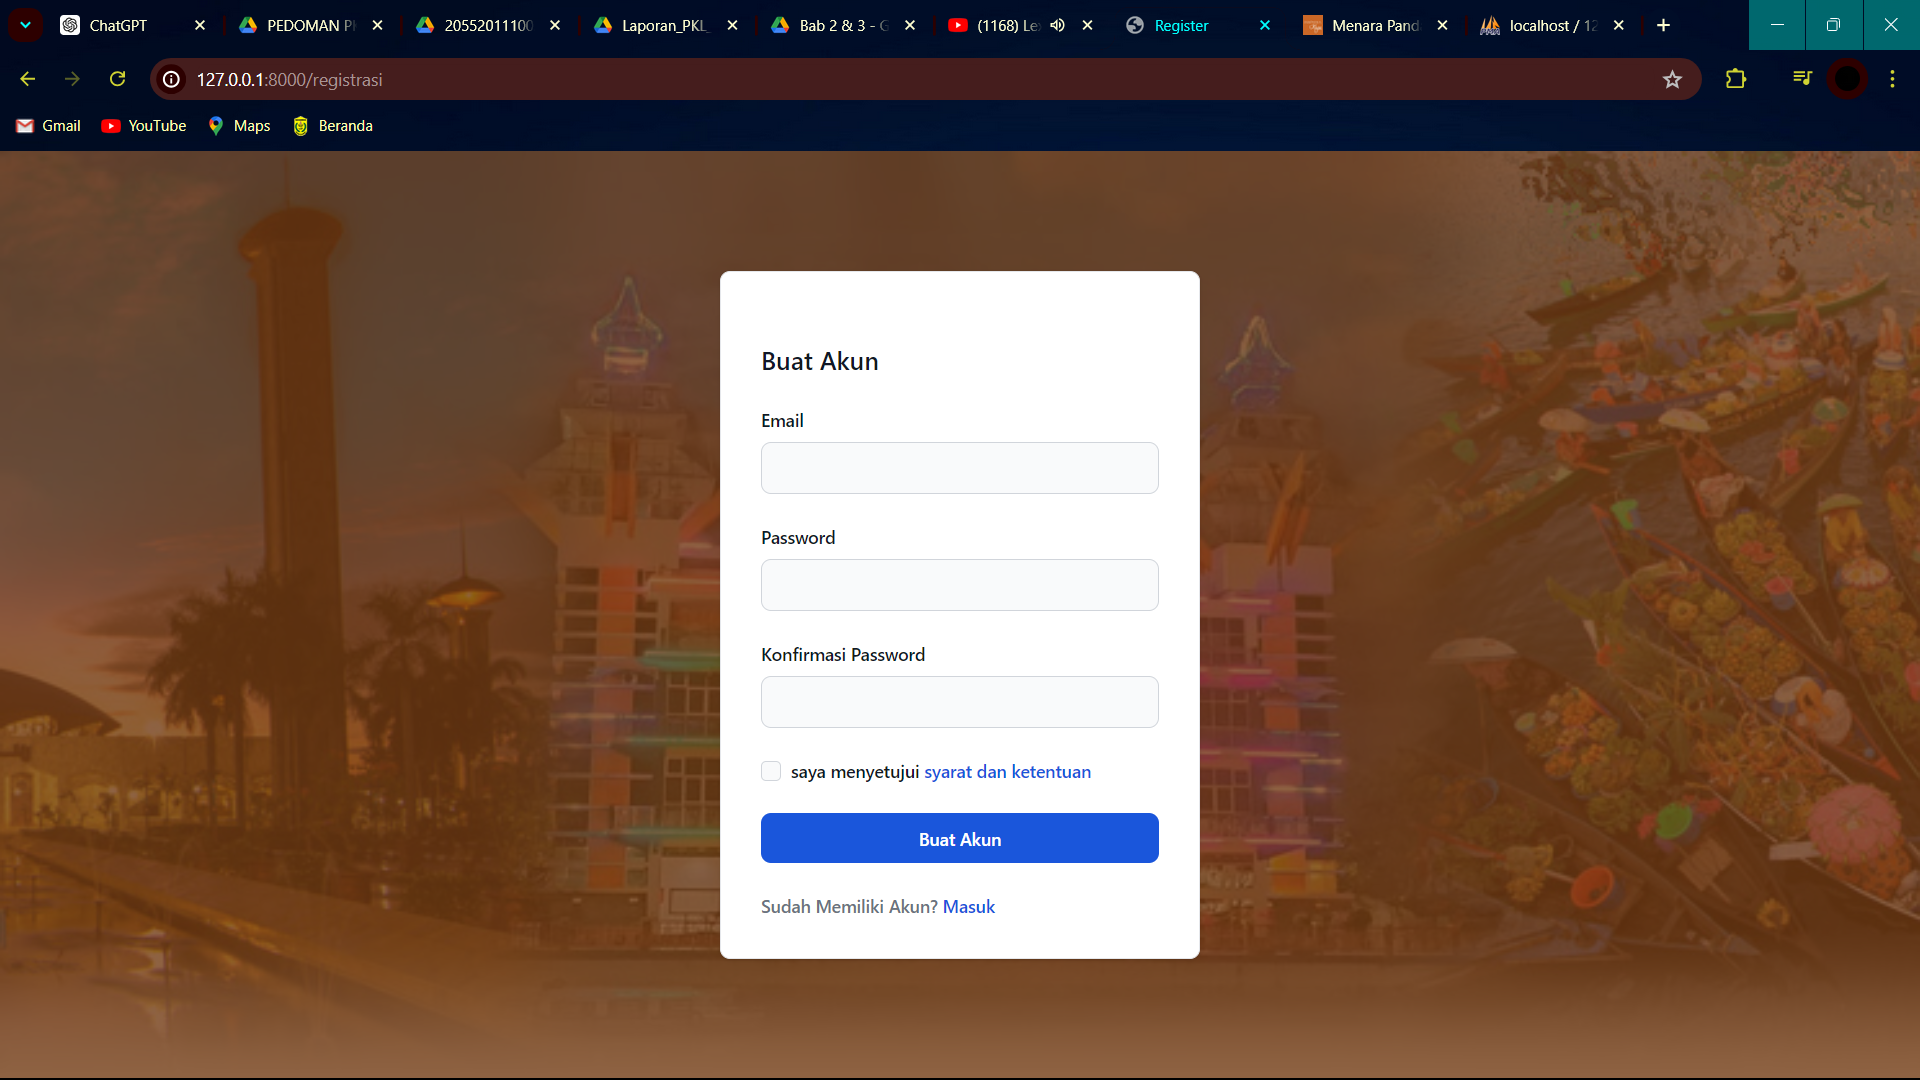 ChatGPT
PEDOMAN P
20552011100
Laporan_PKL_
Bab 2 & 3 - G
(1168) Le
Register
Menara Pand
localhost / 12
127.0.0.1:8000/registrasi
Gmail
YouTube
Maps
Beranda
Buat Akun
Email
Password
Konfirmasi Password
saya menyetujui syarat dan ketentuan
Buat Akun
Sudah Memiliki Akun? Masuk